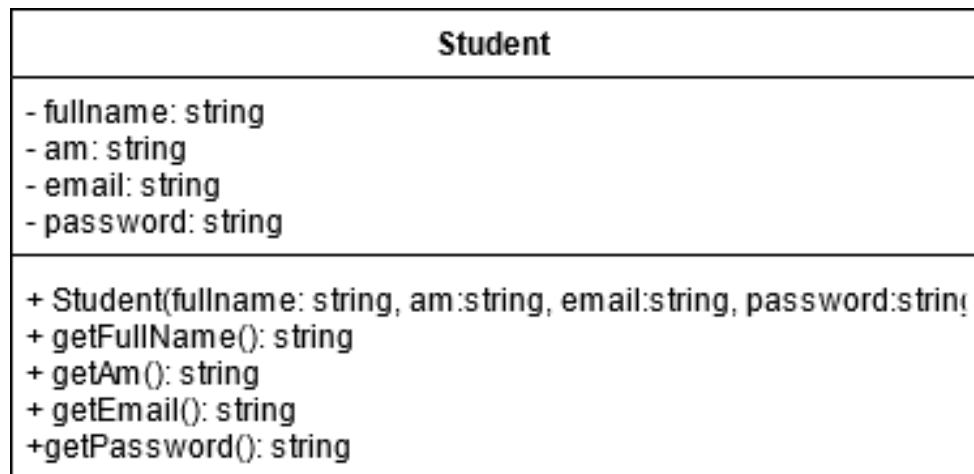 Student
- fullname: string
- am: string
- email: string
- password: string
+ Student(fullname: string, am:string, email:string, password:string
+ getFullName(): string
+ getAm(): string
+ getEmail(): string
+getPassword(): string